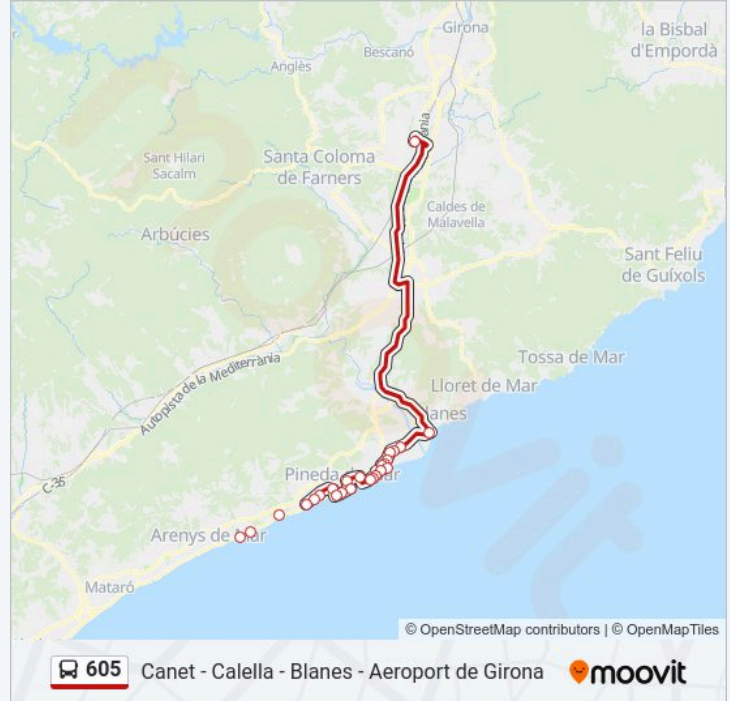 Girona
la Bisbal
d'Empordà
Bescanó
Anglès
Sant Hilari
Sacalm
Santa Coloma
de Farners
Caldes de
Malavella
Arbúcies
Sant Feliu
de Guíxols
Autopista de la Mediterrània
Tossa de Mar
Lloret de Mar
C-35
Arenys de Mar
Mataró
© OpenStreetMap contributors | © OpenMapTiles
605 Canet - Calella - Blanes - Aeroport de Girona
moovit